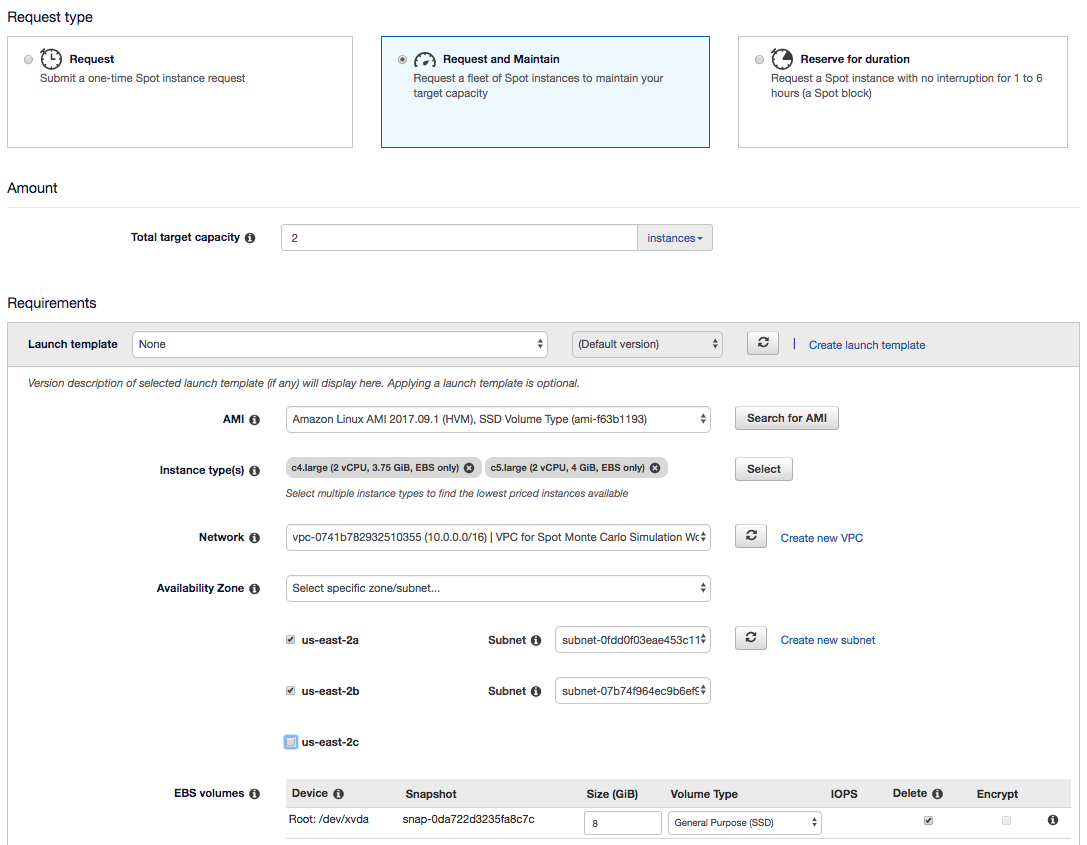 Request type
Request
Submit a one-time Spot instance request
Request and Maintain
Request a fleet of Spot instances to maintain your
target capacity
Reserve for duration
Request a Spot instance with no interruption for 1 to 6
hours (a Spot block)
Amount
Total target capacity 2 instances
Requirements
Launch template None (Default version) | Create launch template
Version description of selected launch template (if any) will display here. Applying a launch template is optional.
AMI Amazon Linux AMI 2017.09.1 (HVM), SSD Volume Type (ami-f63b1193) Search for AMI
Instance type(s) c4.large (2 vCPU, 3.75 GiB, EBS only) c5.large (2 vCPU, 4 GiB, EBS only) Select
Select multiple instance types to find the lowest priced instances available
Network vpc-0741b782932510355 (10.0.0.0/16) | VPC for Spot Monte Carlo Simulation Wo Create new VPC
Availability Zone Select specific zone/subnet...
us-east-2a Subnet subnet-0fdd0f03eae453c11 Create new subnet
us-east-2b Subnet subnet-07b74f964ec9b6ef9
us-east-2c
EBS volumes Device Snapshot Size (GiB) Volume Type IOPS Delete Encrypt
Root: /dev/xvda snap-0da722d3235fa8c7c 8 General Purpose (SSD)